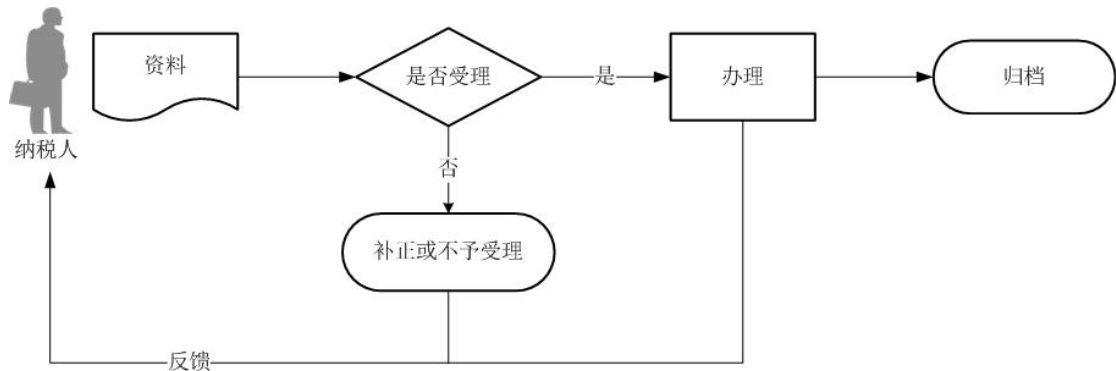 资料
是否受理
是
办理
归档
纳税人
否
补正或不予受理
反馈